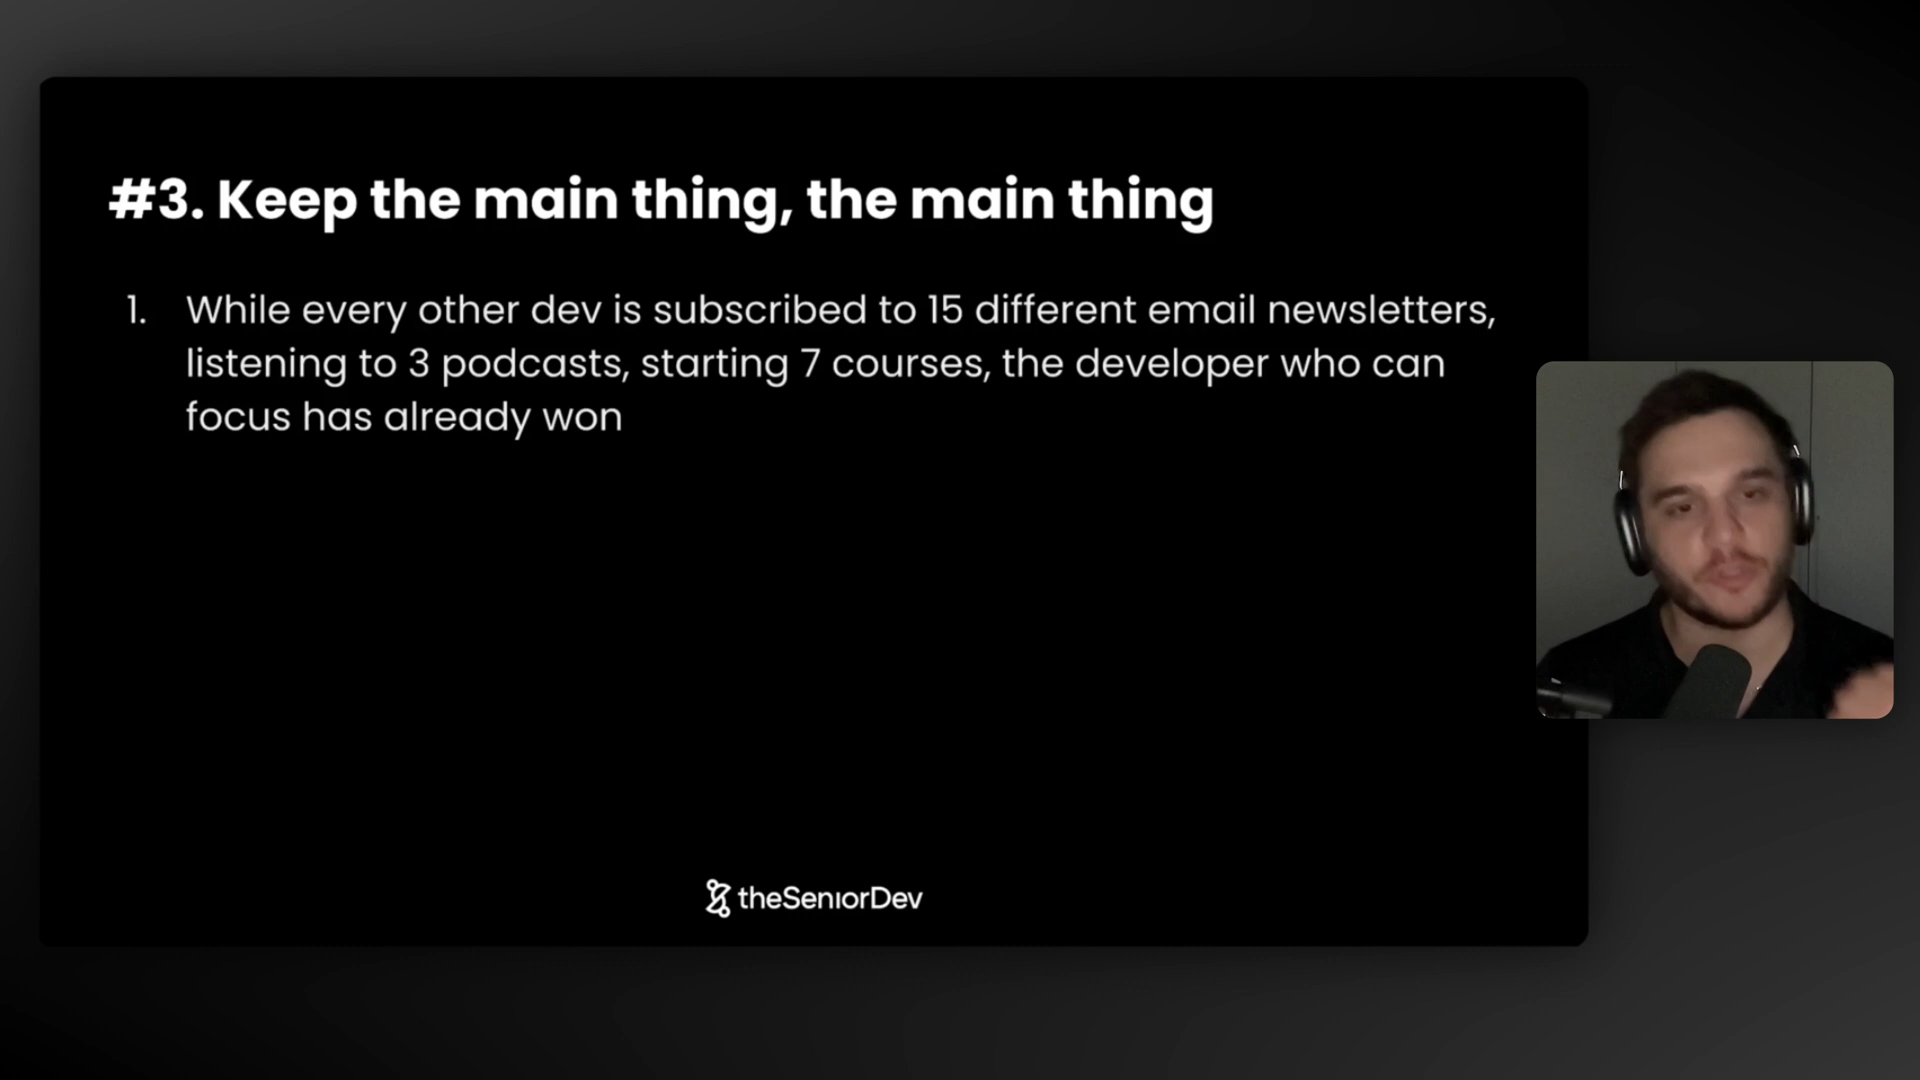 #3. Keep the main thing, the main thing
1. While every other dev is subscribed to 15 different email newsletters,
listening to 3 podcasts, starting 7 courses, the developer who can
focus has already won
theSeniorDev